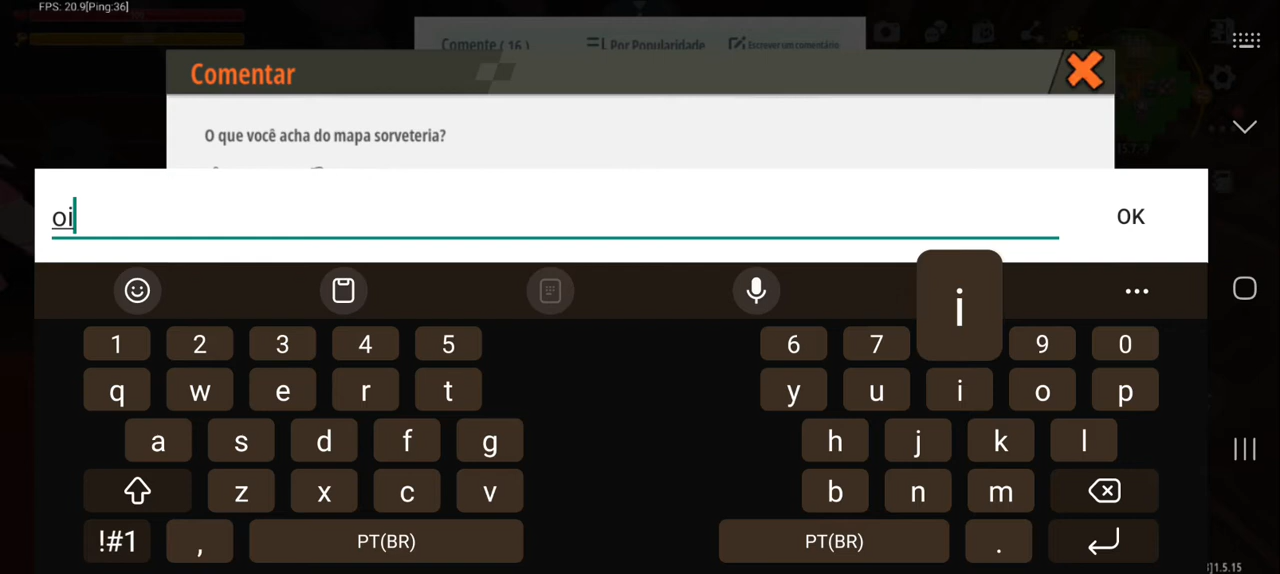 FPS: 20.9[Ping:36]
Comente ( 16 )
Por Popularidade
Escrever um comentário
Comentar
O que você acha do mapa sorveteria?
oi
OK
i
1 2 3 4 5 6 7 9 0
q w e r t y u i o p
a s d f g h j k l
z x c v b n m
!#1 , PT(BR) PT(BR) .
]1.5.15